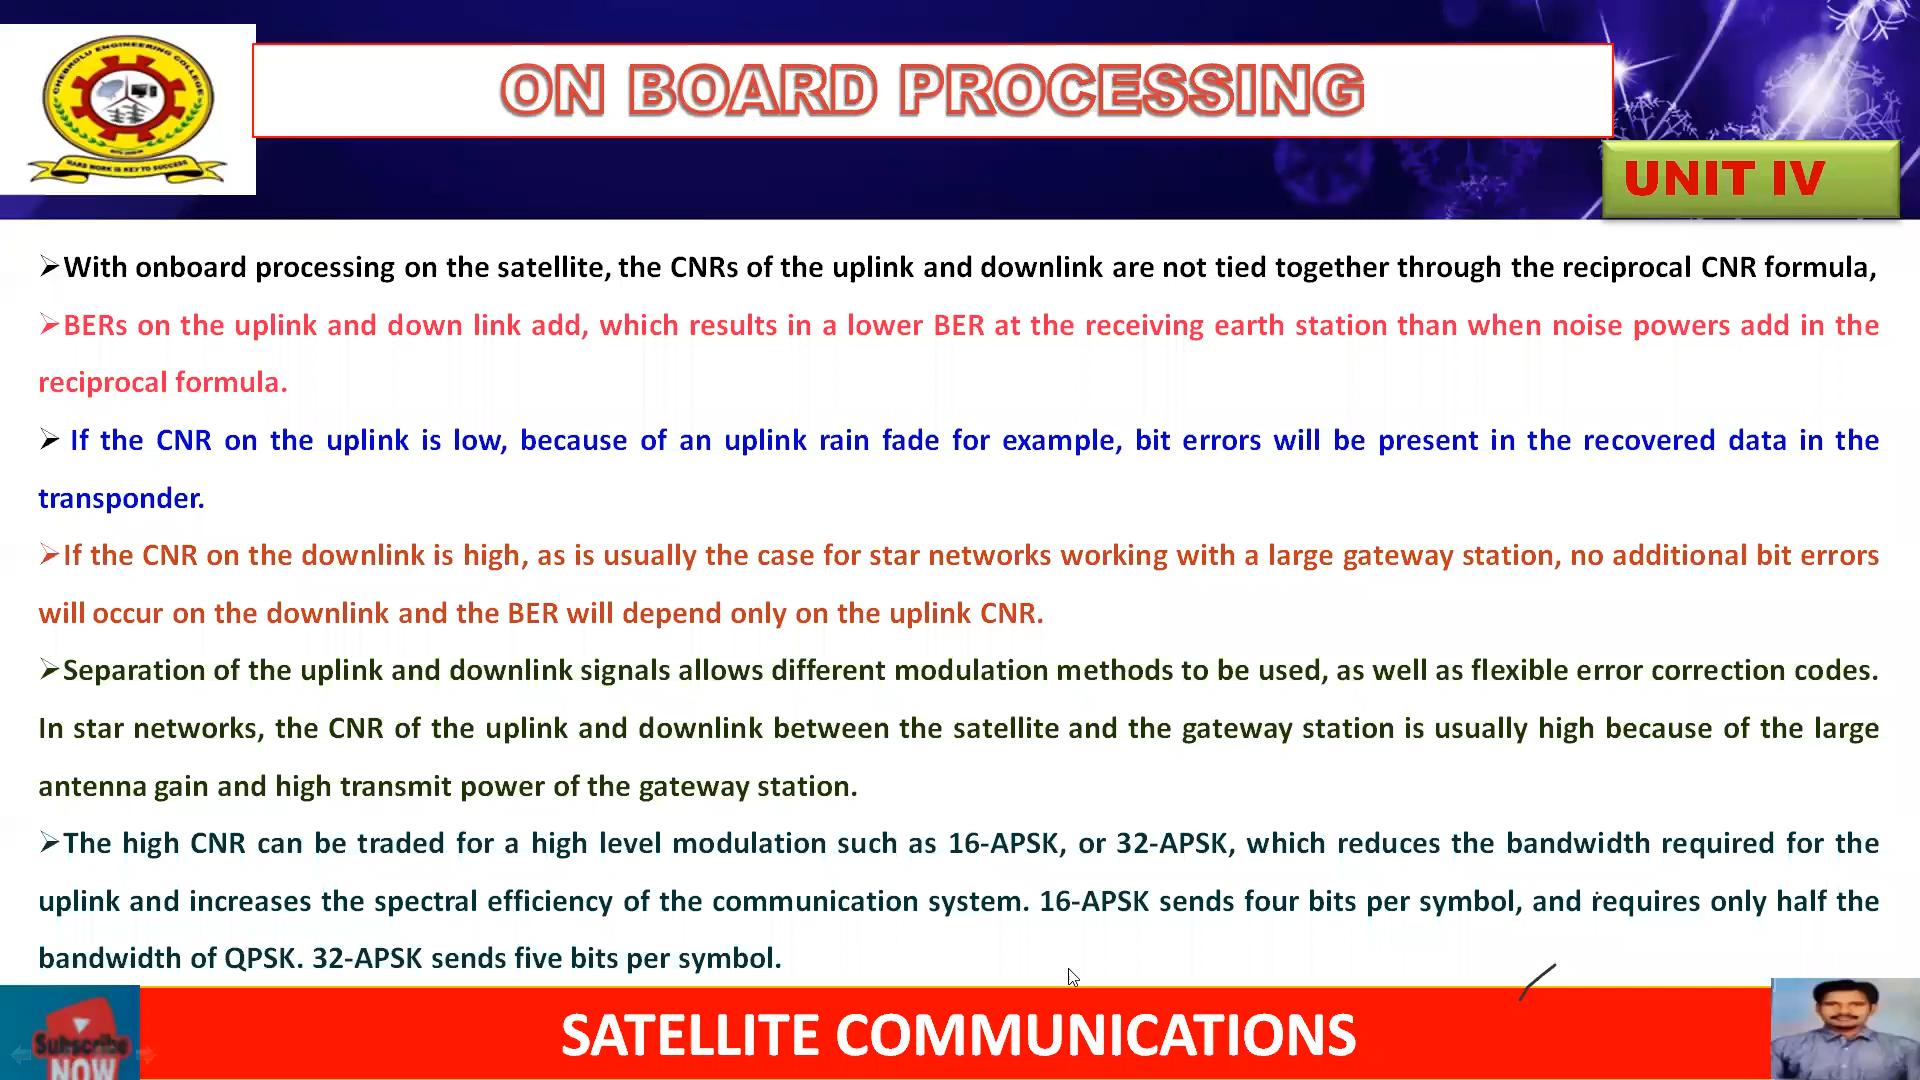 CHEBROLU ENGINEERING COLLEGE
HARD WORK IS KEY TO SUCCESS
ON BOARD PROCESSING
UNIT IV
➢With onboard processing on the satellite, the CNRs of the uplink and downlink are not tied together through the reciprocal CNR formula,
➢BERs on the uplink and down link add, which results in a lower BER at the receiving earth station than when noise powers add in the
reciprocal formula.
➢ If the CNR on the uplink is low, because of an uplink rain fade for example, bit errors will be present in the recovered data in the
transponder.
➢If the CNR on the downlink is high, as is usually the case for star networks working with a large gateway station, no additional bit errors
will occur on the downlink and the BER will depend only on the uplink CNR.
➢Separation of the uplink and downlink signals allows different modulation methods to be used, as well as flexible error correction codes.
In star networks, the CNR of the uplink and downlink between the satellite and the gateway station is usually high because of the large
antenna gain and high transmit power of the gateway station.
➢The high CNR can be traded for a high level modulation such as 16-APSK, or 32-APSK, which reduces the bandwidth required for the
uplink and increases the spectral efficiency of the communication system. 16-APSK sends four bits per symbol, and requires only half the
bandwidth of QPSK. 32-APSK sends five bits per symbol.
Subscribe
NOW
SATELLITE COMMUNICATIONS